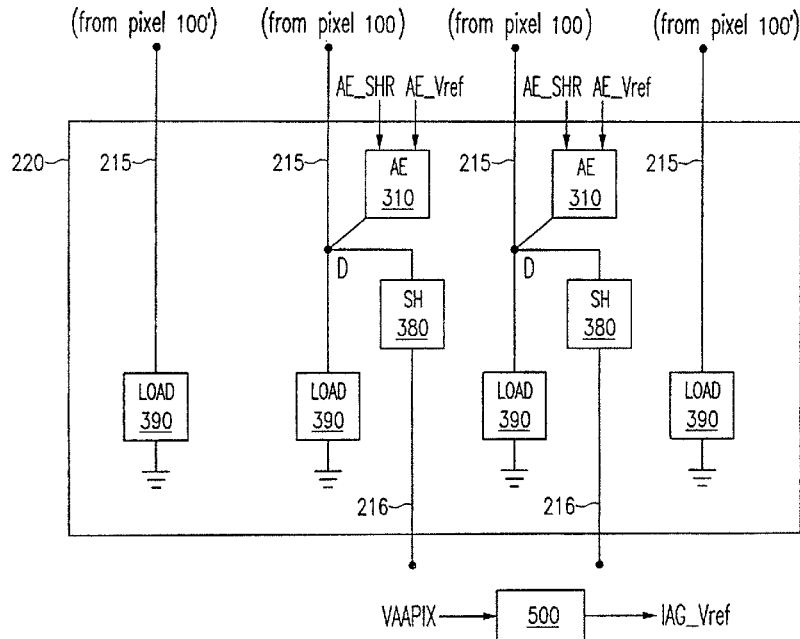 (from pixel 100') (from pixel 100) (from pixel 100) (from pixel 100')
AE_SHR AE_Vref AE_SHR AE_Vref
220 215 215 AE 310 215 AE 310 215
D D
SH 380 SH 380
LOAD 390 LOAD 390 LOAD 390 LOAD 390
216 216
VAAPIX 500 IAG_Vref